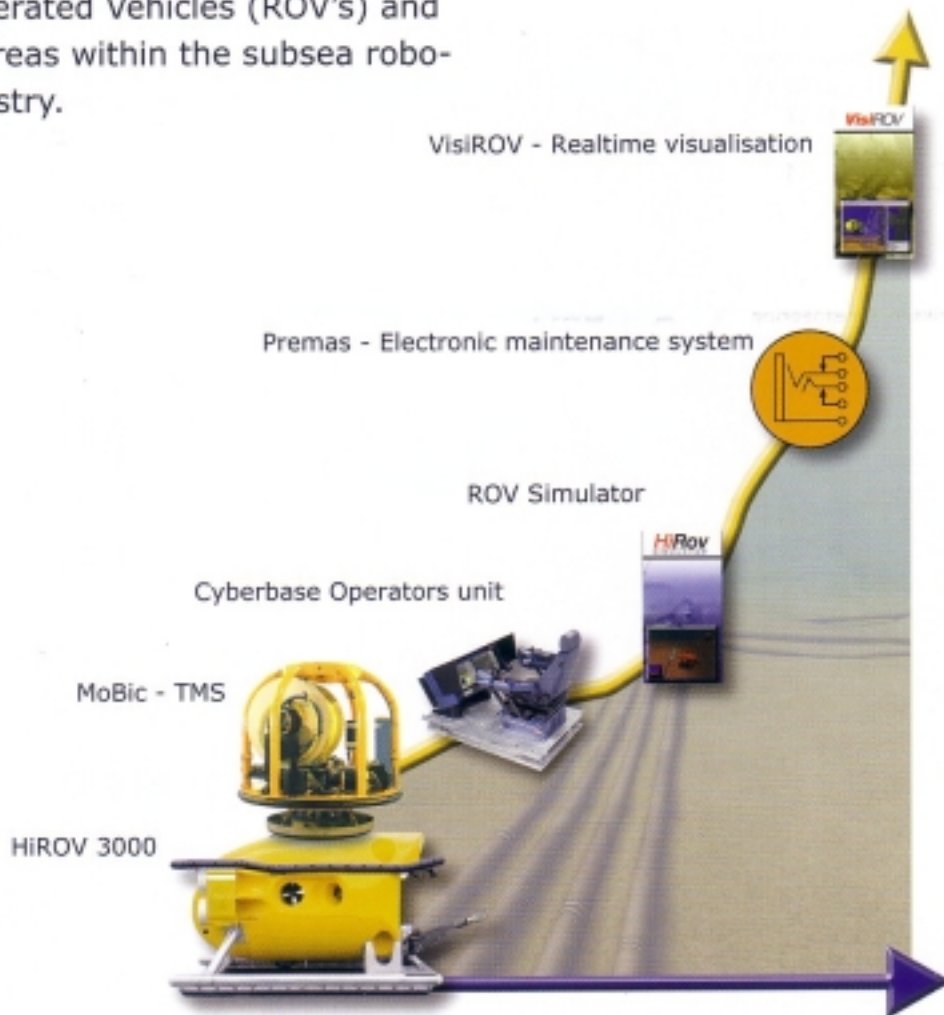 erated Vehicles (ROV's) and
reas within the subsea robo-
stry.
VisiROV
VisiROV - Realtime visualisation
Premas - Electronic maintenance system
ROV Simulator
HiRov
Cyberbase Operators unit
MoBic - TMS
HiROV 3000